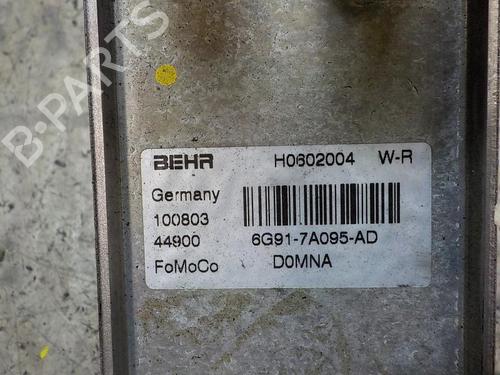 B-PARTS
BEHR H0602004 W-R
Germany
100803
44900 6G91-7A095-AD
FoMoCo D0MNA